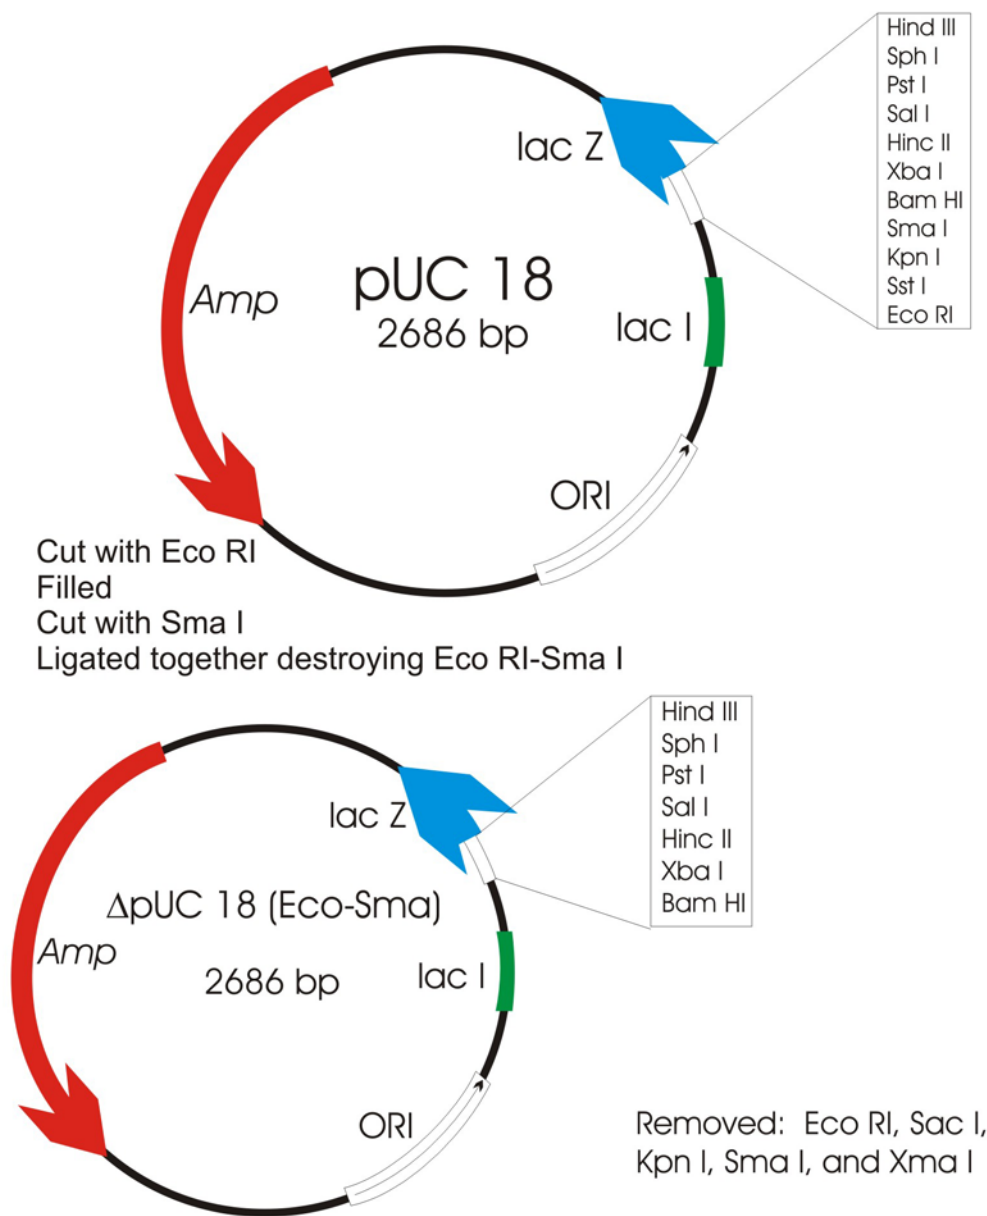 Hind III
Sph I
Pst I
Sal I
Hinc II
Xba I
Bam HI
Sma I
Kpn I
Sst I
Eco RI
lac Z
pUC 18
2686 bp
Amp
lac I
ORI
Cut with Eco RI
Filled
Cut with Sma I
Ligated together destroying Eco RI-Sma I
Hind III
Sph I
Pst I
Sal I
Hinc II
Xba I
Bam HI
lac Z
ΔpUC 18 (Eco-Sma)
Amp
2686 bp
lac I
ORI
Removed: Eco RI, Sac I,
Kpn I, Sma I, and Xma I